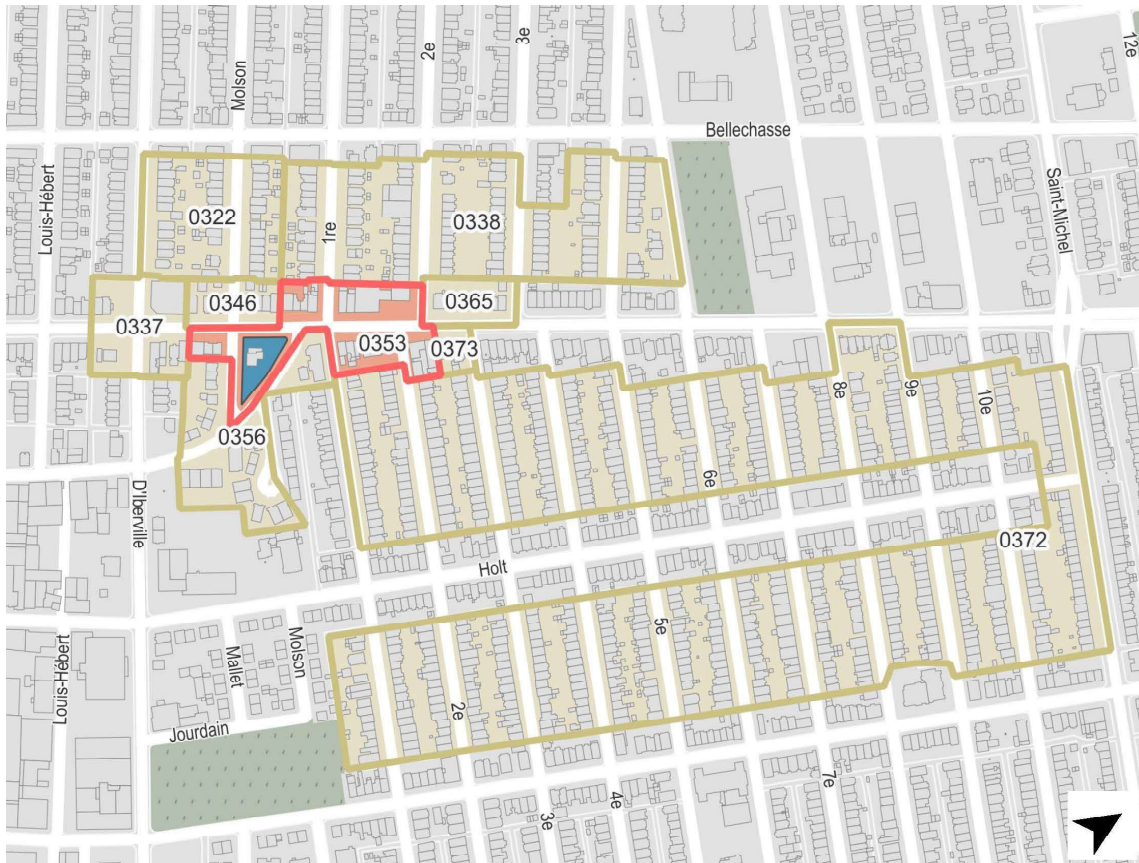 2e
3e
12e
Molson
Bellechasse
Louis-Hébert
Saint-Michel
0322
1re
0338
0346
0365
0337
0353
0373
8e
9e
10e
0356
6e
D'Iberville
0372
Holt
5e
Molson
Mallet
Louis-Hébert
2e
Jourdain
7e
4e
3e